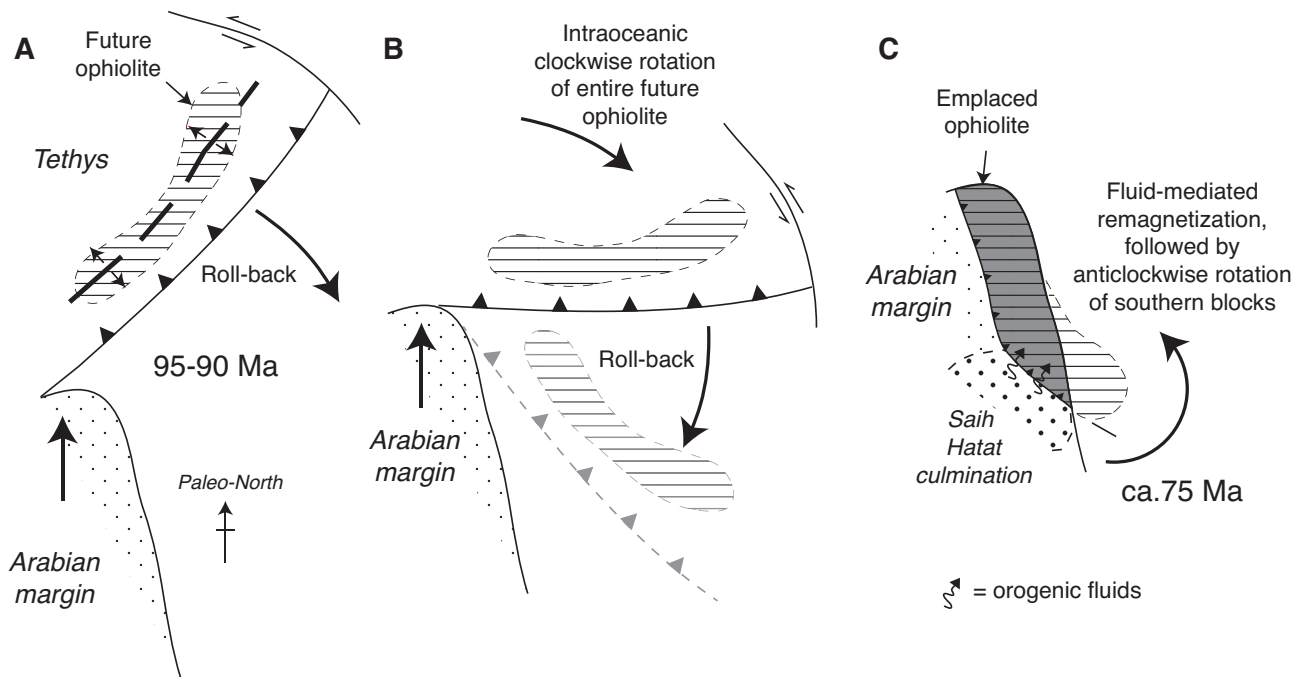 A
Future
ophiolite
Tethys
Roll-back
95-90 Ma
Paleo-North
Arabian
margin
B
Intraoceanic
clockwise rotation
of entire future
ophiolite
Roll-back
Arabian
margin
C
Emplaced
ophiolite
Fluid-mediated
remagnetization,
followed by
anticlockwise rotation
of southern blocks
Arabian
margin
Saih
Hatat
culmination
ca.75 Ma
= orogenic fluids